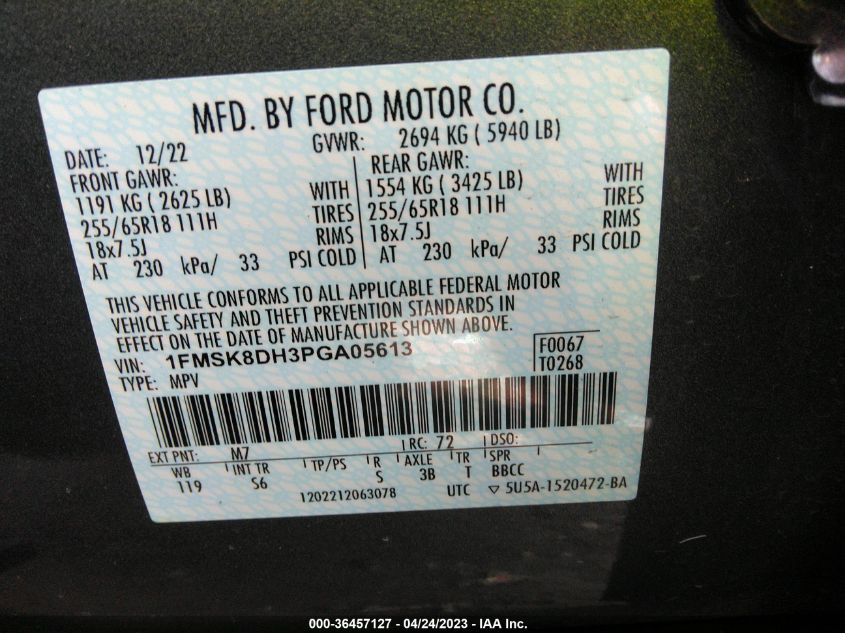 MFD. BY FORD MOTOR CO.
DATE: 12/22 GVWR: 2694 KG ( 5940 LB)
FRONT GAWR: REAR GAWR:
1191 KG ( 2625 LB) WITH 1554 KG ( 3425 LB) WITH
255/65R18 111H TIRES 255/65R18 111H TIRES
18x7.5J RIMS 18x7.5J RIMS
AT 230 kPa/ 33 PSI COLD AT 230 kPa/ 33 PSI COLD
THIS VEHICLE CONFORMS TO ALL APPLICABLE FEDERAL MOTOR
VEHICLE SAFETY AND THEFT PREVENTION STANDARDS IN
EFFECT ON THE DATE OF MANUFACTURE SHOWN ABOVE.
VIN: 1FMSK8DH3PGA05613 F0067
TYPE: MPV T0268
EXT PNT: M7 RC: 72 DSO:
WB INT TR TP/PS R AXLE TR SPR
119 S6 S 3B T BBCC
1202212063078 UTC ▽ 5U5A-1520472-BA
000-36457127 - 04/24/2023 - IAA Inc.